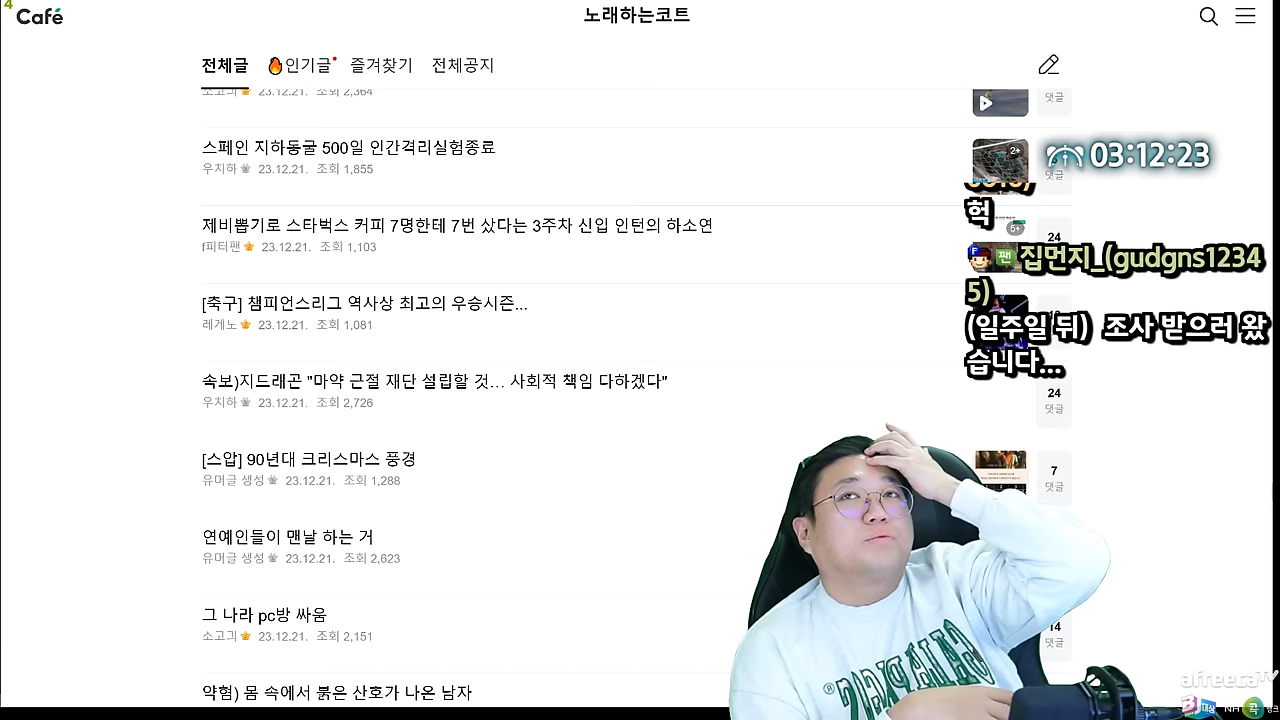 4
Café
노래하는코트
전체글 🔥인기글 즐겨찾기 전체공지
소고긔 23.12.21. 조회 2,364
댓글
스페인 지하동굴 500일 인간격리실험종료
우치하 23.12.21. 조회 1,855
2+
댓글
03:12:23
제비뽑기로 스타벅스 커피 7명한테 7번 샀다는 3주차 신입 인턴의 하소연
f피터팬 23.12.21. 조회 1,103
5+
24
헉
집먼지_(gudgns12345)
(일주일 뒤) 조사 받으러 왔
습니다...
[축구] 챔피언스리그 역사상 최고의 우승시즌...
레게노 23.12.21. 조회 1,081
속보)지드래곤 "마약 근절 재단 설립할 것… 사회적 책임 다하겠다"
우치하 23.12.21. 조회 2,726
24
댓글
[스압] 90년대 크리스마스 풍경
유머글 생성 23.12.21. 조회 1,288
7
댓글
연예인들이 맨날 하는 거
유머글 생성 23.12.21. 조회 2,623
그 나라 pc방 싸움
소고긔 23.12.21. 조회 2,151
14
댓글
약혐) 몸 속에서 붉은 산호가 나온 남자
afreecaTV